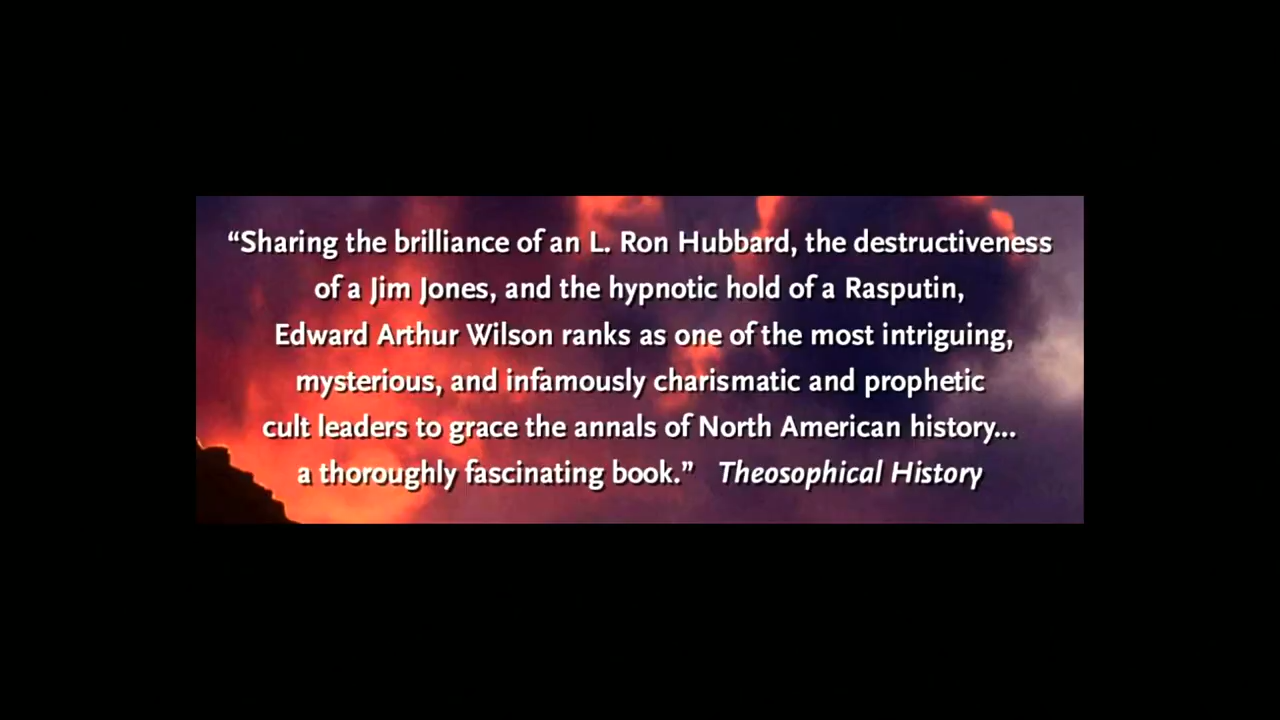 “Sharing the brilliance of an L. Ron Hubbard, the destructiveness
of a Jim Jones, and the hypnotic hold of a Rasputin,
Edward Arthur Wilson ranks as one of the most intriguing,
mysterious, and infamously charismatic and prophetic
cult leaders to grace the annals of North American history...
a thoroughly fascinating book.” Theosophical History